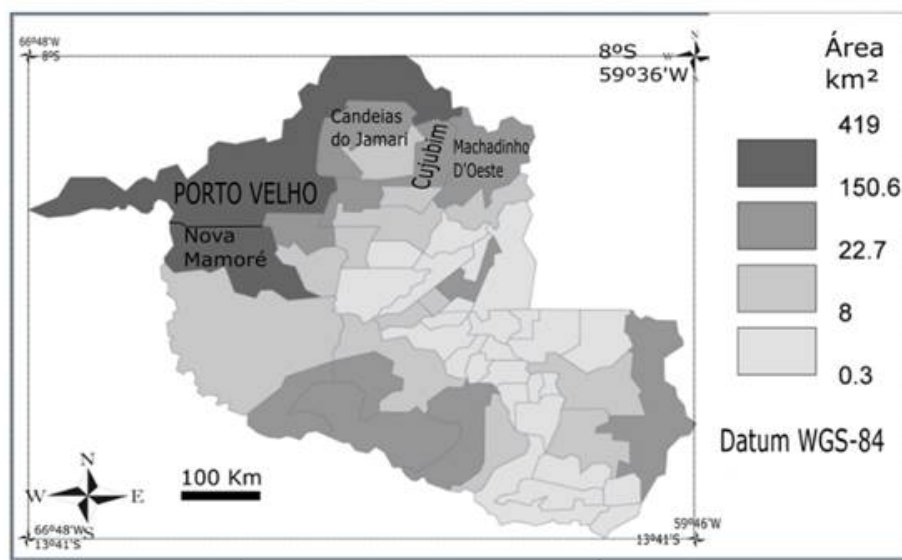 66º48'W
8ºS
N
8ºS
59º36'W
Área
km²
419
150.6
22.7
8
0.3
Candeias
do Jamari
Cujubim
Machadinho
D'Oeste
PORTO VELHO
Nova
Mamoré
Datum WGS-84
N
W E
S
100 Km
66º48'W
13º41'S
59º46'W
13º41'S